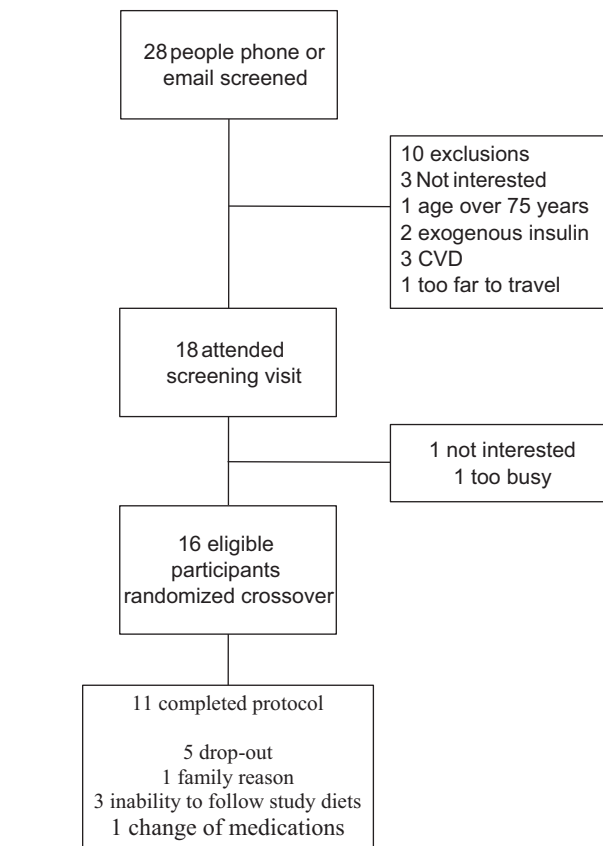 28 people phone or
email screened
10 exclusions
3 Not interested
1 age over 75 years
2 exogenous insulin
3 CVD
1 too far to travel
18 attended
screening visit
1 not interested
1 too busy
16 eligible
participants
randomized crossover
11 completed protocol
5 drop-out
1 family reason
3 inability to follow study diets
1 change of medications